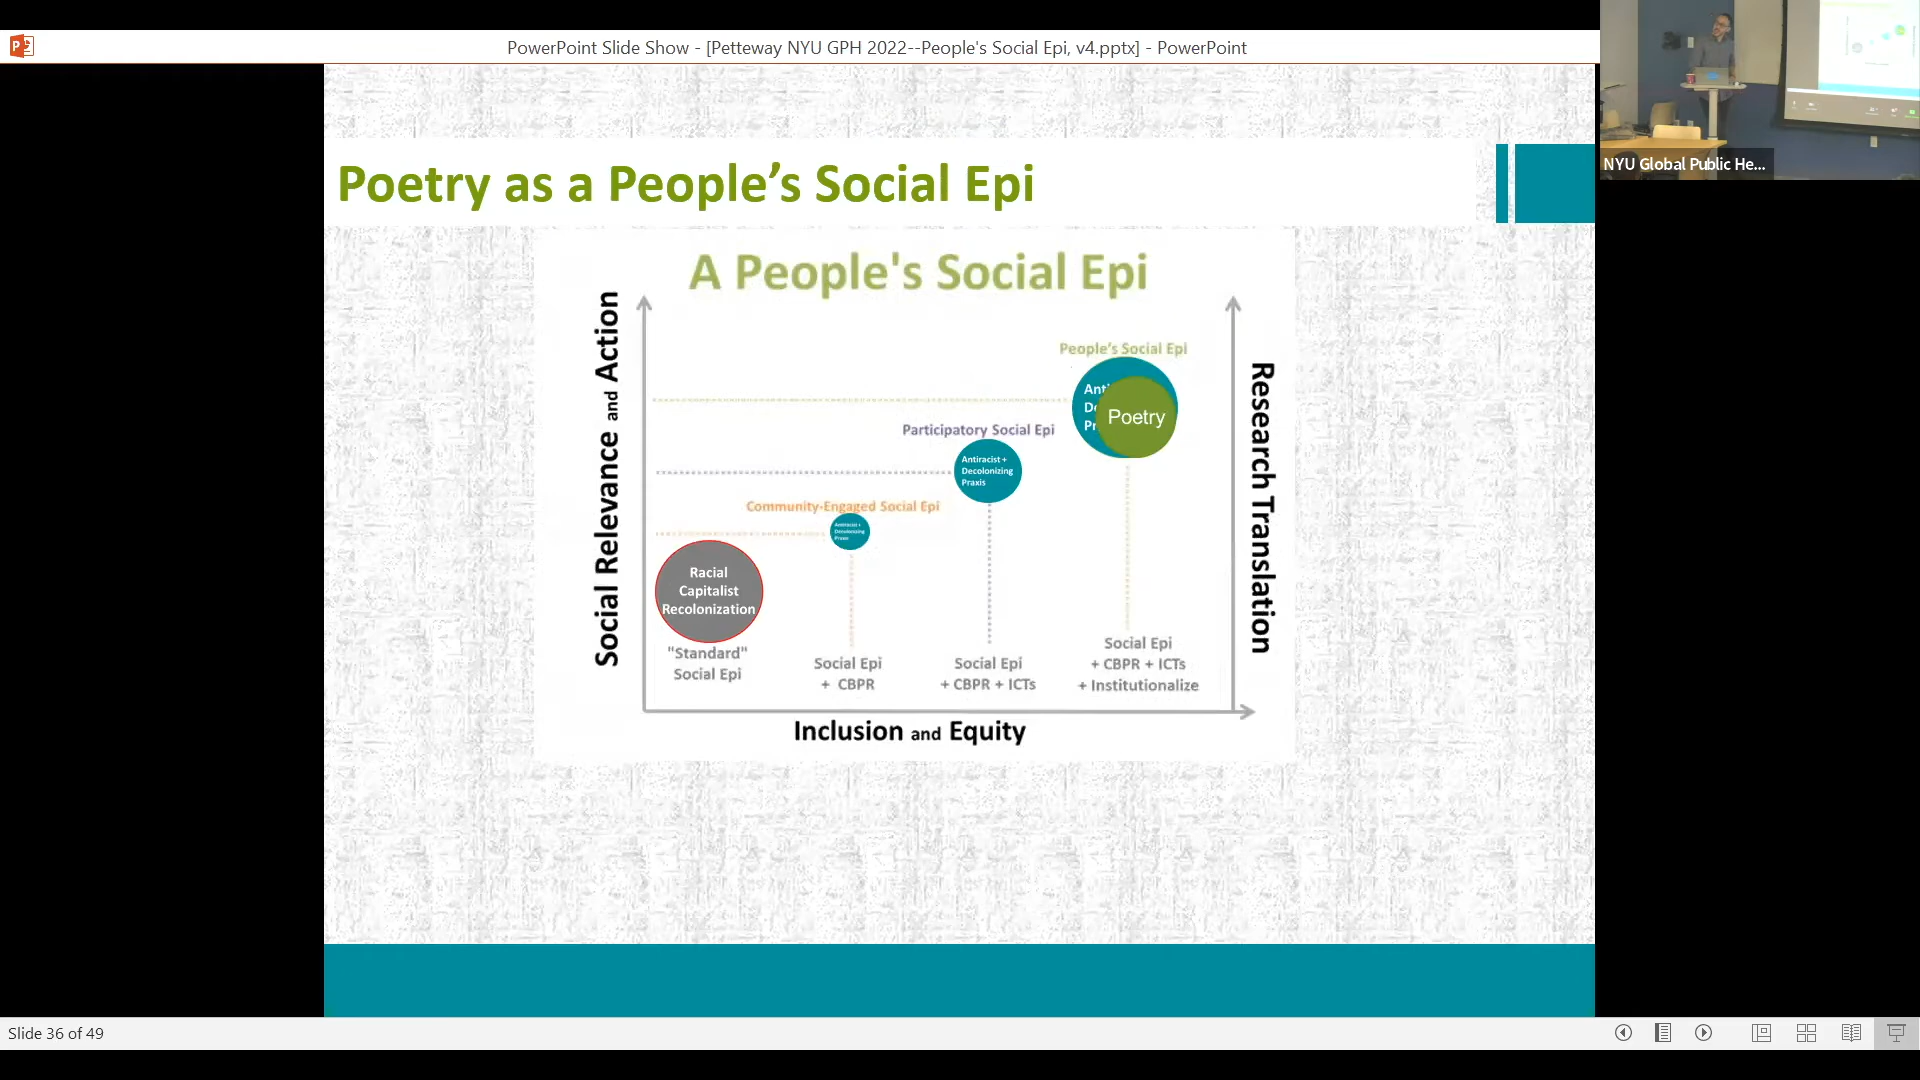 PowerPoint Slide Show - [Petteway NYU GPH 2022--People's Social Epi, v4.pptx] - PowerPoint
NYU Global Public He...
Poetry as a People’s Social Epi
A People's Social Epi
Social Relevance and Action
Research Translation
People’s Social Epi
Poetry
Participatory Social Epi
Antiracist +
Decolonizing
Praxis
Community-Engaged Social Epi
Antiracist +
Decolonizing
Praxis
Racial
Capitalist
Recolonization
"Standard"
Social Epi
Social Epi
+ CBPR
Social Epi
+ CBPR + ICTs
Social Epi
+ CBPR + ICTs
+ Institutionalize
Inclusion and Equity
Slide 36 of 49